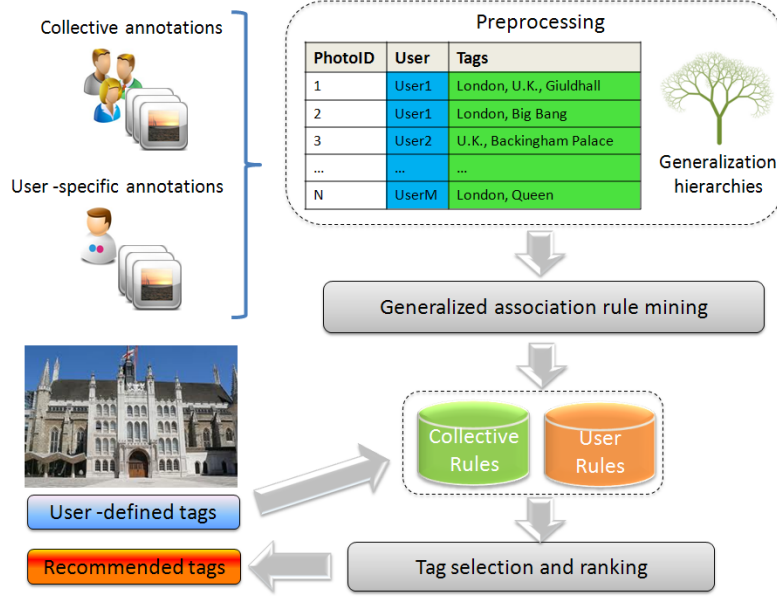 Collective annotations
User -specific annotations
Preprocessing
PhotoID User Tags
1 User1 London, U.K., Giuldhall
2 User1 London, Big Bang
3 User2 U.K., Backingham Palace
... ... ...
N UserM London, Queen
Generalization
hierarchies
Generalized association rule mining
Collective
Rules
User
Rules
User -defined tags
Recommended tags
Tag selection and ranking